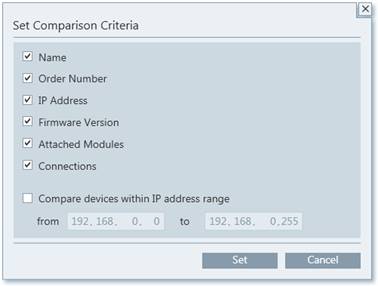 Set Comparison Criteria
Name
Order Number
IP Address
Firmware Version
Attached Modules
Connections
Compare devices within IP address range
from 192.168. 0. 0 to 192.168. 0.255
Set Cancel